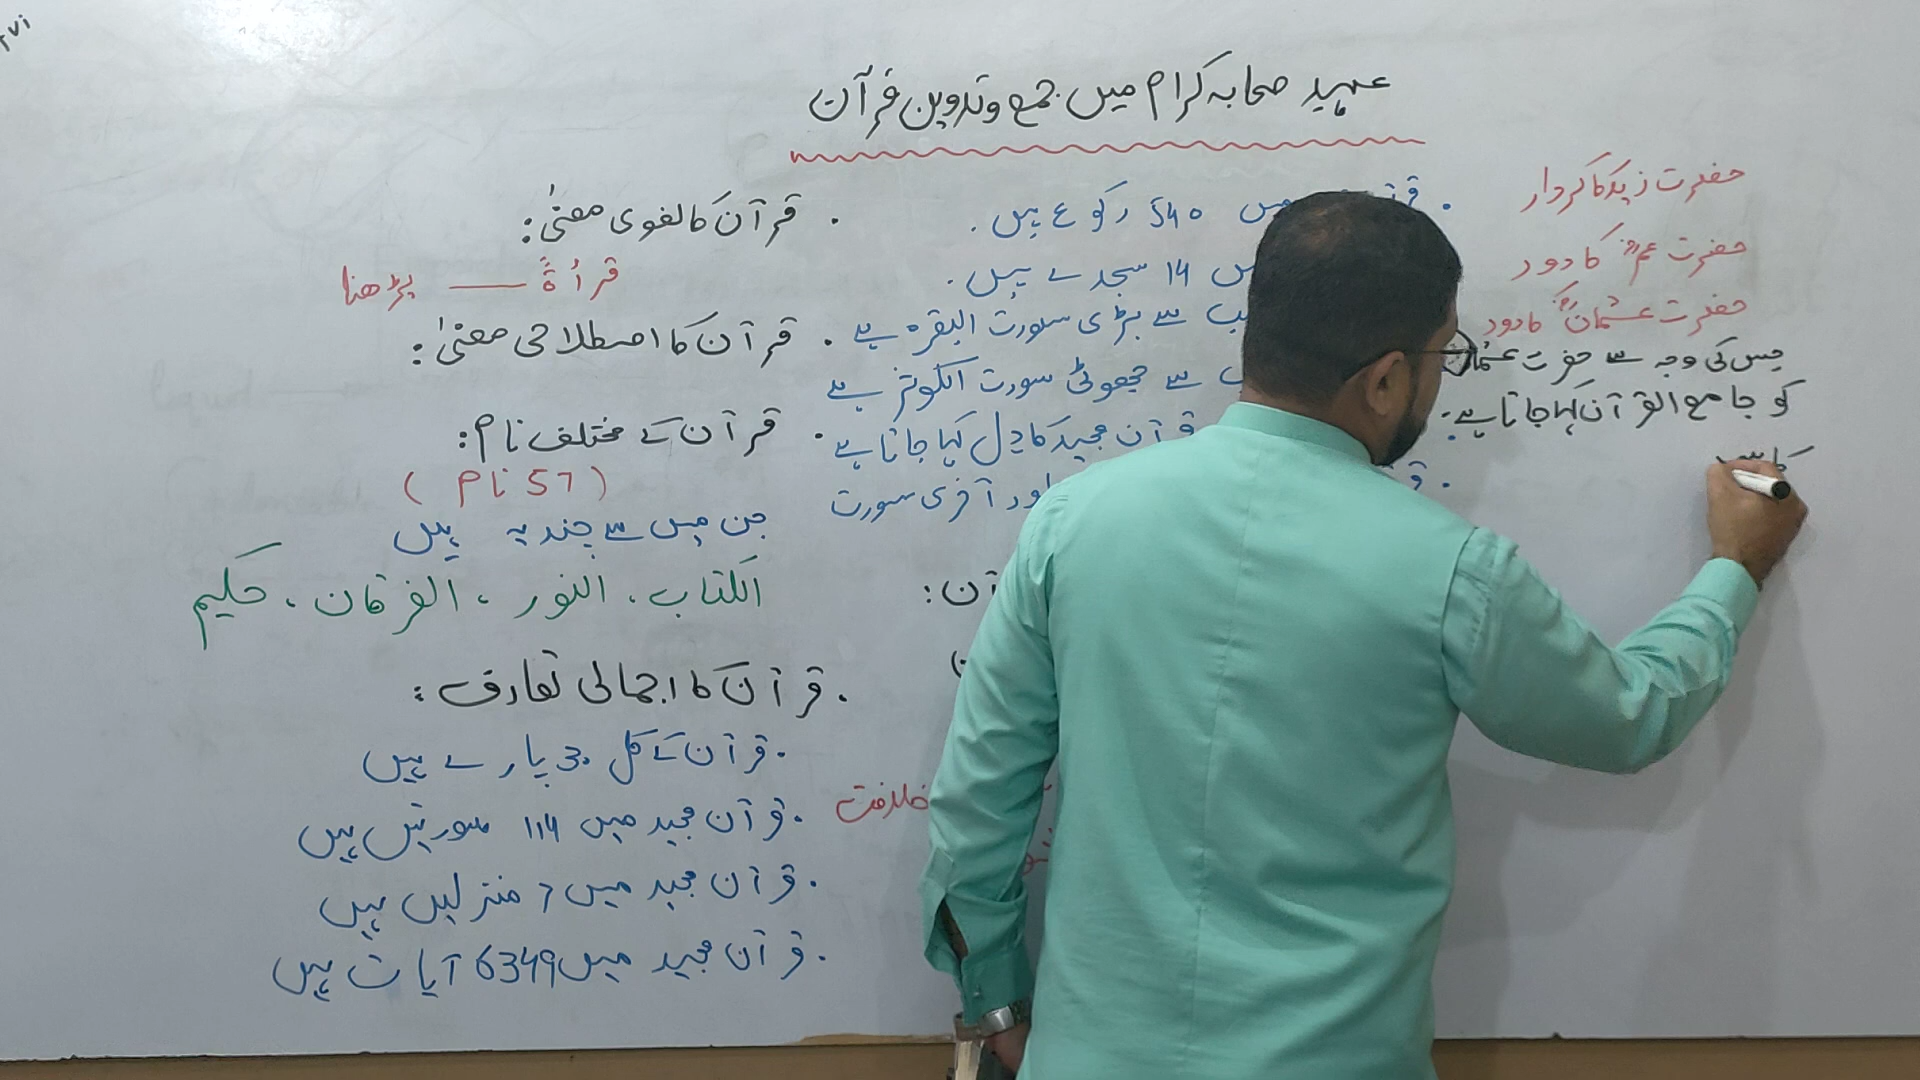 عہد صحابہ کرام میں جمع و تدوین قرآن
حضرت زید کا کردار
حضرت عمرؓ کا دور
حضرت عثمانؓ کا دور
جس کی وجہ سے حضرت عثمانؓ
کو جامع القرآن کہا جاتا ہے.
کا
میں 540 رکوع ہیں.
14 سجدے ہیں.
سے بڑی سورت البقرہ ہے
سے چھوٹی سورت الکوثر ہے
قرآن مجید کا دل کہا جاتا ہے
اور آخری سورت
خلافت
. قرآن کا لغوی معنیٰ:
قرأۃً —— پڑھنا
. قرآن کا اصطلاحی معنیٰ:
. قرآن کے مختلف نام:
( 57 نام )
جن میں سے چند یہ ہیں
الکتاب، النور، الفرقان، حکیم
. قرآن کا اجمالی تعارف:
. قرآن کے کل 30 پارے ہیں
. قرآن مجید میں 114 سورتیں ہیں
. قرآن مجید میں 7 منزلیں ہیں
. قرآن مجید میں 6349 آیات ہیں